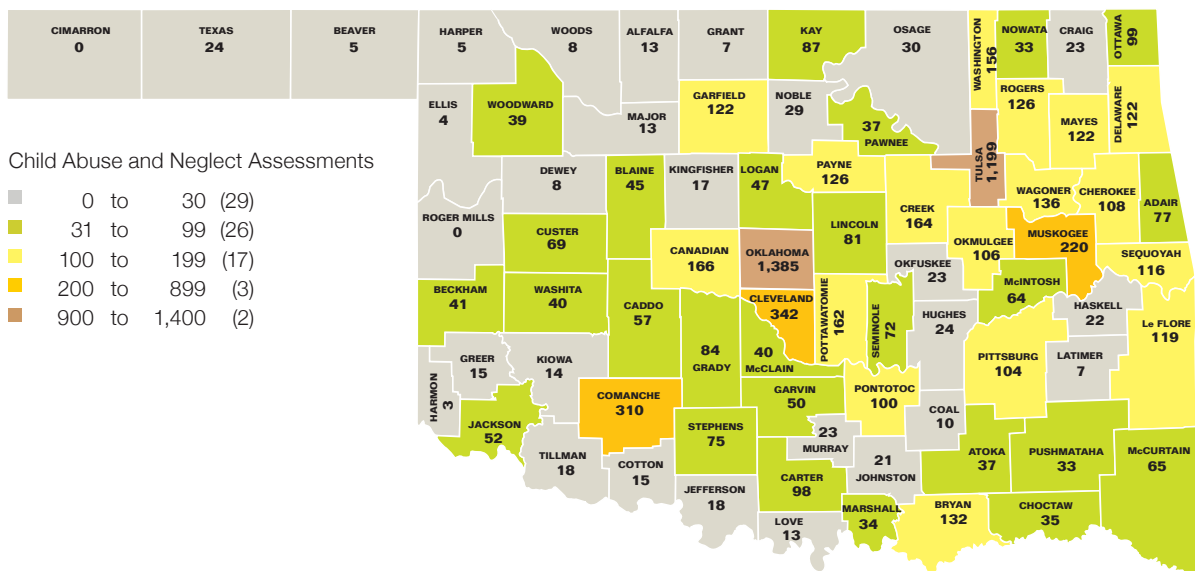 CIMARRON
0
TEXAS
24
BEAVER
5
HARPER
5
WOODS
8
ALFALFA
13
GRANT
7
KAY
87
OSAGE
30
WASHINGTON
156
NOWATA
33
CRAIG
23
OTTAWA
99
ELLIS
4
WOODWARD
39
MAJOR
13
GARFIELD
122
NOBLE
29
37
PAWNEE
ROGERS
126
MAYES
122
DELAWARE
122
Child Abuse and Neglect Assessments
0 to 30 (29)
31 to 99 (26)
100 to 199 (17)
200 to 899 (3)
900 to 1,400 (2)
DEWEY
8
BLAINE
45
KINGFISHER
17
LOGAN
47
PAYNE
126
TULSA
1,199
WAGONER
136
CHEROKEE
108
ADAIR
77
ROGER MILLS
0
CUSTER
69
CANADIAN
166
OKLAHOMA
1,385
LINCOLN
81
CREEK
164
OKMULGEE
106
MUSKOGEE
220
SEQUOYAH
116
OKFUSKEE
23
McINTOSH
64
BECKHAM
41
WASHITA
40
CADDO
57
CLEVELAND
342
POTTAWATOMIE
162
SEMINOLE
72
HUGHES
24
HASKELL
22
Le FLORE
119
GREER
15
KIOWA
14
84
GRADY
40
McCLAIN
PITTSBURG
104
LATIMER
7
HARMON
3
JACKSON
52
COMANCHE
310
GARVIN
50
PONTOTOC
100
COAL
10
STEPHENS
75
23
MURRAY
TILLMAN
18
COTTON
15
21
JOHNSTON
ATOKA
37
PUSHMATAHA
33
McCURTAIN
65
JEFFERSON
18
CARTER
98
LOVE
13
MARSHALL
34
BRYAN
132
CHOCTAW
35